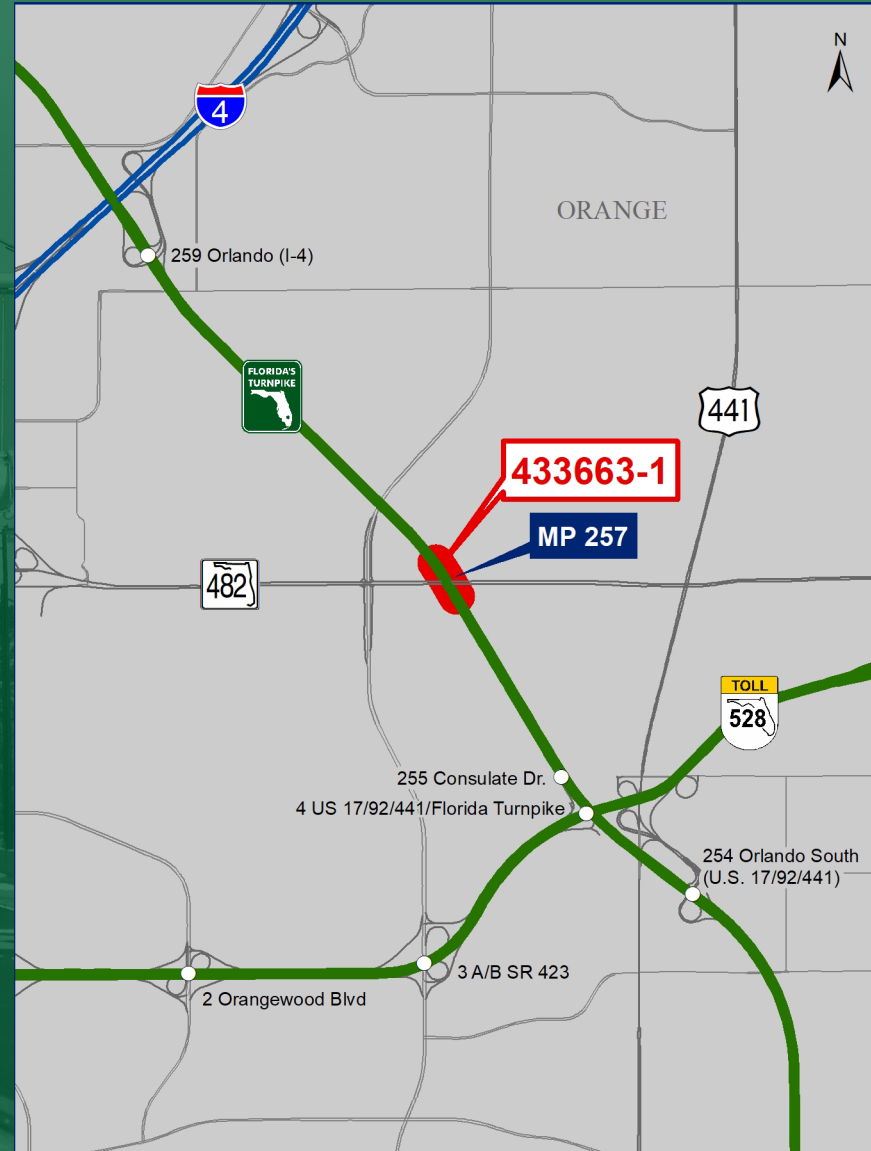 N
4
ORANGE
259 Orlando (I-4)
FLORIDA'S
TURNPIKE
441
433663-1
MP 257
482
TOLL
528
255 Consulate Dr.
4 US 17/92/441/Florida Turnpike
254 Orlando South
(U.S. 17/92/441)
3 A/B SR 423
2 Orangewood Blvd